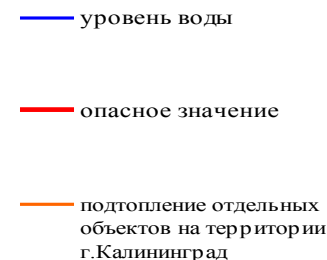 уровень воды
опасное значение
подтопление отдельных
объектов на территории
г.Калининград